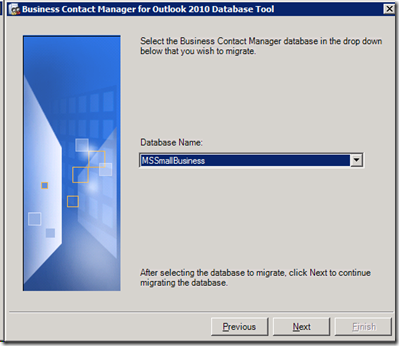 Business Contact Manager for Outlook 2010 Database Tool
Select the Business Contact Manager database in the drop down
below that you wish to migrate.
Database Name:
MSSmallBusiness
After selecting the database to migrate, click Next to continue
migrating the database.
Previous
Next
Finish